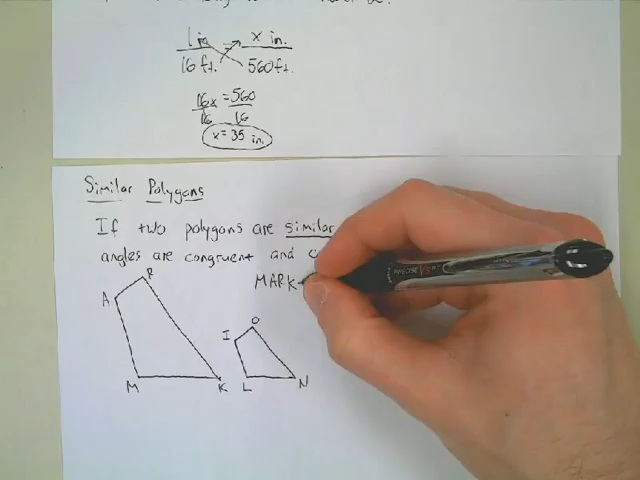 1 in. = x in.
16 ft. 560 ft.
16x = 560
16 16
x = 35 in.
Similar Polygons
If two polygons are similar
angles are congruent and
MARK
A R
M K
I O
L N